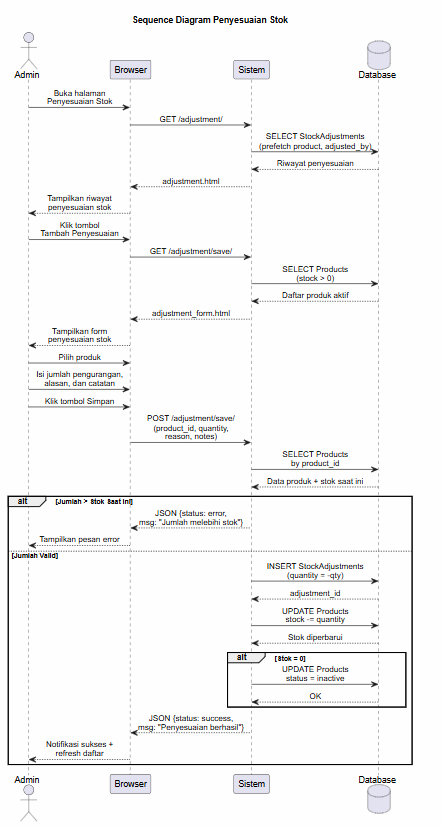 Sequence Diagram Penyesuaian Stok
Admin
Browser
Sistem
Database
Buka halaman
Penyesuaian Stok
GET /adjustment/
SELECT StockAdjustments
(prefetch product, adjusted_by)
Riwayat penyesuaian
adjustment.html
Tampilkan riwayat
penyesuaian stok
Klik tombol
Tambah Penyesuaian
GET /adjustment/save/
SELECT Products
(stock > 0)
Daftar produk aktif
adjustment_form.html
Tampilkan form
penyesuaian stok
Pilih produk
Isi jumlah pengurangan,
alasan, dan catatan
Klik tombol Simpan
POST /adjustment/save/
(product_id, quantity,
reason, notes)
SELECT Products
by product_id
Data produk + stok saat ini
alt
[Jumlah > Stok Saat ini]
JSON {status: error,
msg: "Jumlah melebihi stok"}
Tampilkan pesan error
[Jumlah Valid]
INSERT StockAdjustments
(quantity = -qty)
adjustment_id
UPDATE Products
stock -= quantity
Stok diperbarui
alt
[Stok = 0]
UPDATE Products
status = inactive
OK
JSON {status: success,
msg: "Penyesuaian berhasil"}
Notifikasi sukses +
refresh daftar
Admin
Browser
Sistem
Database